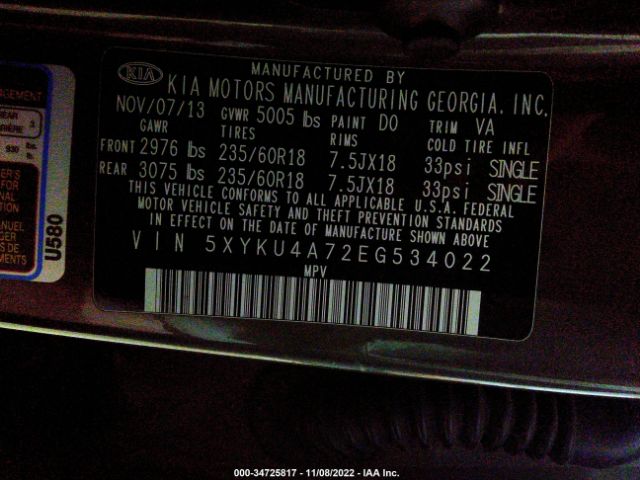 MANUFACTURED BY
KIA KIA MOTORS MANUFACTURING GEORGIA, INC.
NOV/07/13 GVWR 5005 lbs PAINT D0 TRIM VA
GAWR TIRES RIMS COLD TIRE INFL
FRONT 2976 lbs 235/60R18 7.5JX18 33psi SINGLE
REAR 3075 lbs 235/60R18 7.5JX18 33psi SINGLE
THIS VEHICLE CONFORMS TO ALL APPLICABLE U.S.A. FEDERAL
MOTOR VEHICLE SAFETY AND THEFT PREVENTION STANDARDS
IN EFFECT ON THE DATE OF MANUFACTURE SHOWN ABOVE
VIN 5XYKU4A72EG534022
MPV
U580
000-34725817 - 11/08/2022 - IAA Inc.